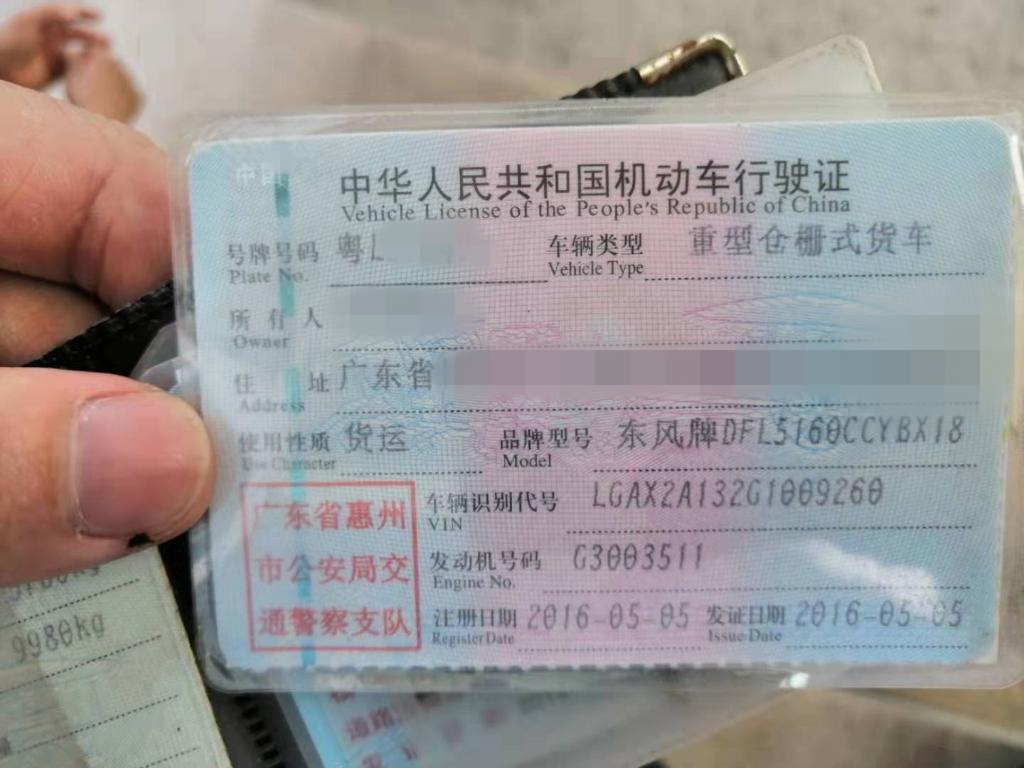 中国
中华人民共和国机动车行驶证
Vehicle License of the People's Republic of China
号牌号码 粤L 车辆类型 重型仓栅式货车
Plate No. Vehicle Type
所有人
Owner
住址 广东省
Address
使用性质 货运 品牌型号 东风牌DFL5160CCYBX18
Use Character Model
广东省惠州
市公安局交
通警察支队
车辆识别代号 LGAX2A132G1009260
VIN
发动机号码 G3003511
Engine No.
注册日期 2016-05-05 发证日期 2016-05-05
Register Date Issue Date
9980kg
道路